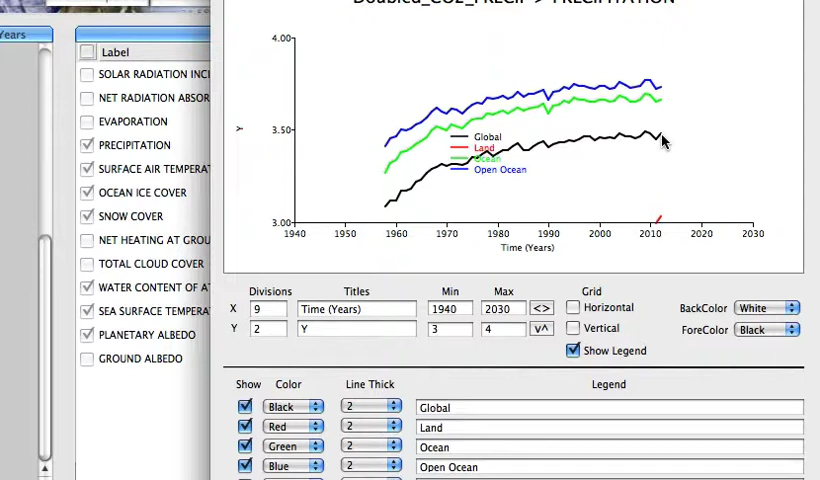 Doubled_CO2_PRECIP > PRECIPITATION
Years
Label
SOLAR RADIATION INCI
NET RADIATION ABSOR
EVAPORATION
PRECIPITATION
SURFACE AIR TEMPERA
OCEAN ICE COVER
SNOW COVER
NET HEATING AT GROU
TOTAL CLOUD COVER
WATER CONTENT OF AT
SEA SURFACE TEMPERA
PLANETARY ALBEDO
GROUND ALBEDO
4.00
3.50
3.00
Y
Global
Land
Ocean
Open Ocean
1940 1950 1960 1970 1980 1990 2000 2010 2020 2030
Time (Years)
Divisions Titles Min Max Grid
X 9 Time (Years) 1940 2030 <> Horizontal BackColor White
Y 2 Y 3 4 v^ Vertical ForeColor Black
Show Legend
Show Color Line Thick Legend
Black 2 Global
Red 2 Land
Green 2 Ocean
Blue 2 Open Ocean